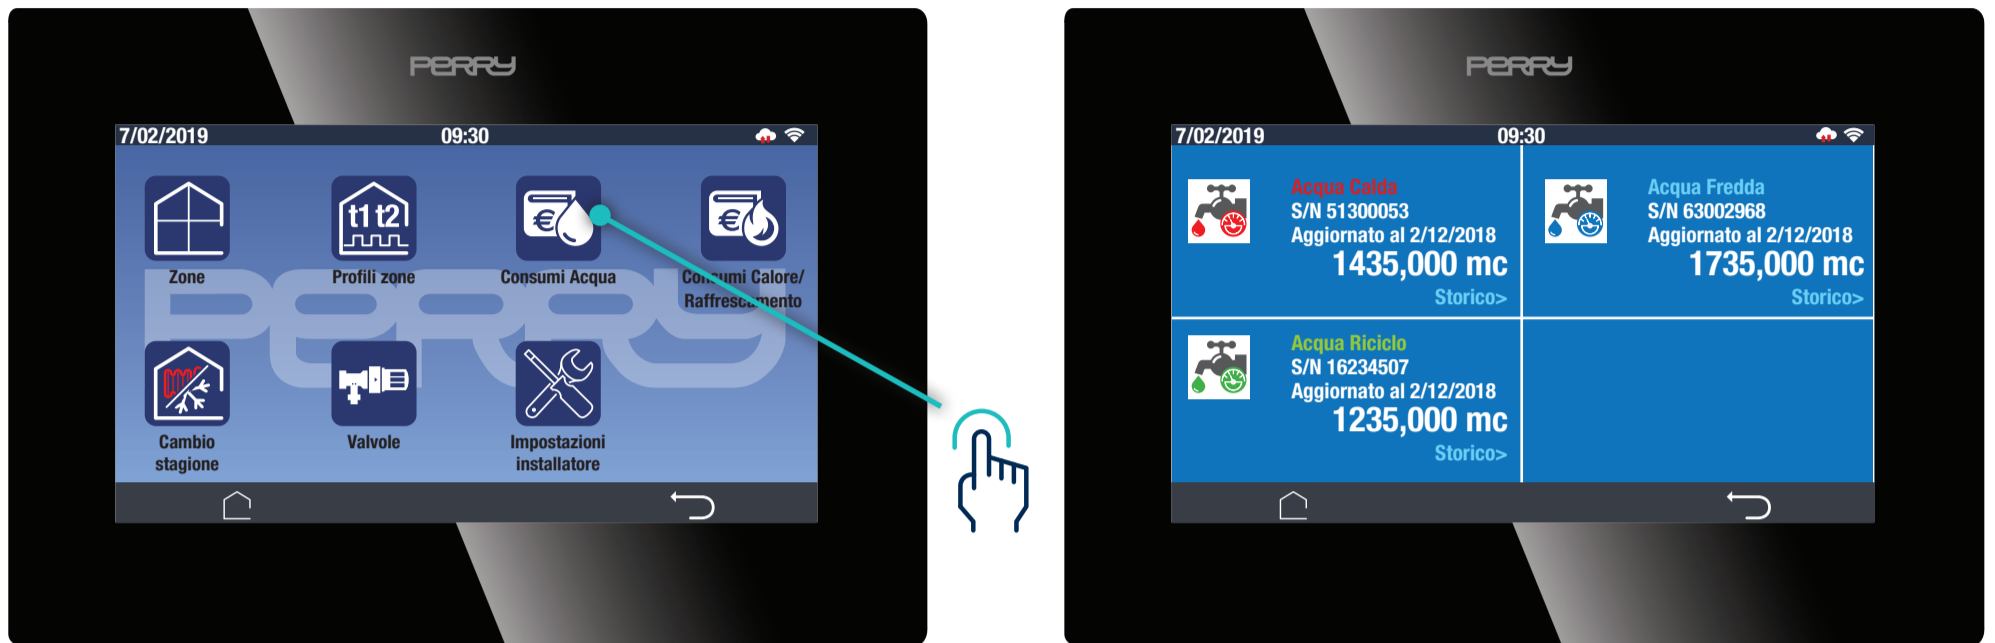 PERRY
7/02/2019 09:30
t1 t2
€
€
Zone
Profili zone
Consumi Acqua
Consumi Calore/
Raffrescamento
PERRY
Cambio
stagione
Valvole
Impostazioni
installatore
PERRY
7/02/2019 09:30
Acqua Calda
S/N 51300053
Aggiornato al 2/12/2018
1435,000 mc
Storico>
Acqua Fredda
S/N 63002968
Aggiornato al 2/12/2018
1735,000 mc
Storico>
Acqua Riciclo
S/N 16234507
Aggiornato al 2/12/2018
1235,000 mc
Storico>